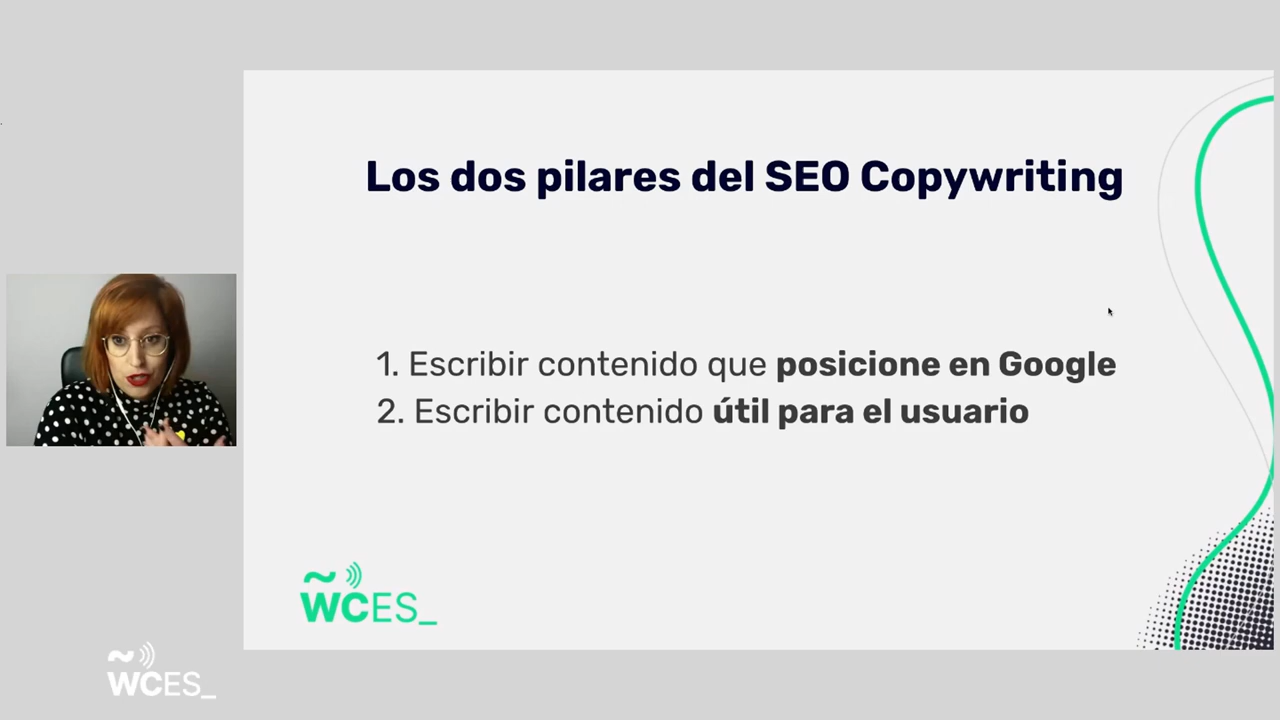 Los dos pilares del SEO Copywriting
1. Escribir contenido que posicione en Google
2. Escribir contenido útil para el usuario
~
WCES_
~
WCES_